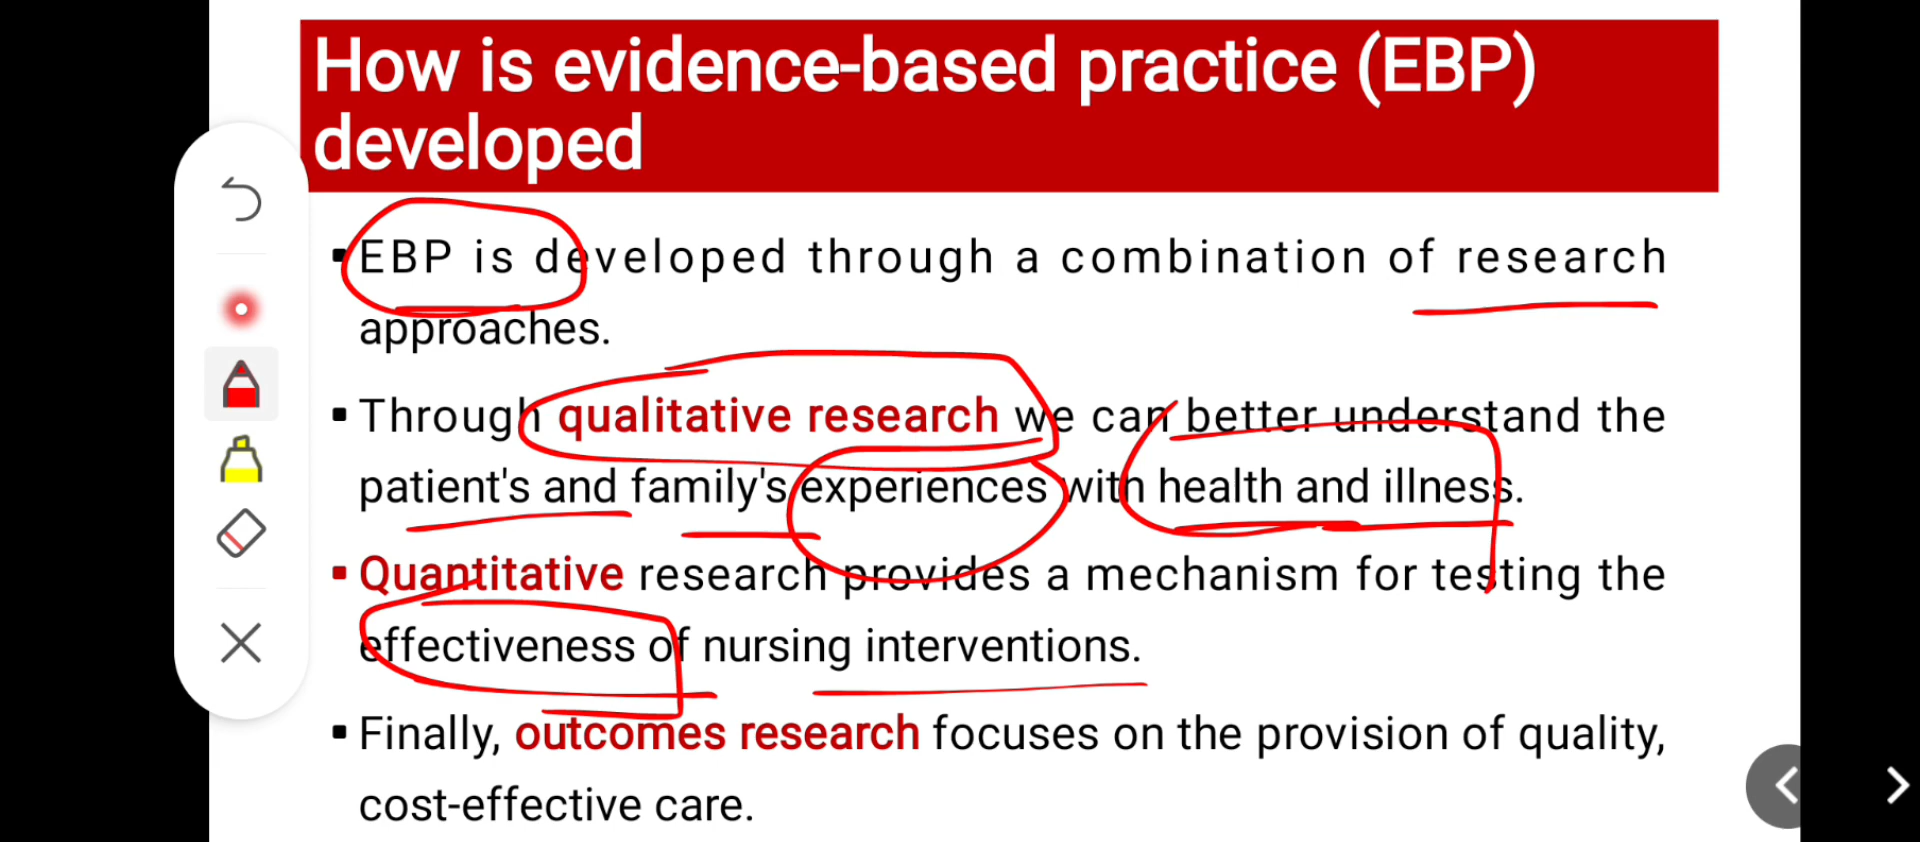 How is evidence-based practice (EBP)
developed
▪ EBP is developed through a combination of research
approaches.
▪ Through qualitative research we can better understand the
patient's and family's experiences with health and illness.
▪ Quantitative research provides a mechanism for testing the
effectiveness of nursing interventions.
▪ Finally, outcomes research focuses on the provision of quality,
cost-effective care.